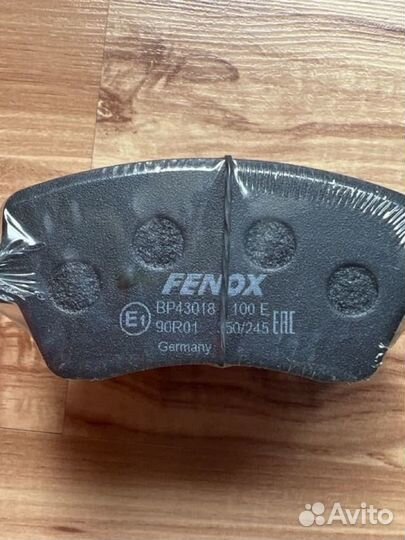 FENOX
BP43018 100 E
E1 90R01 50/245 EAC
Germany
Avito